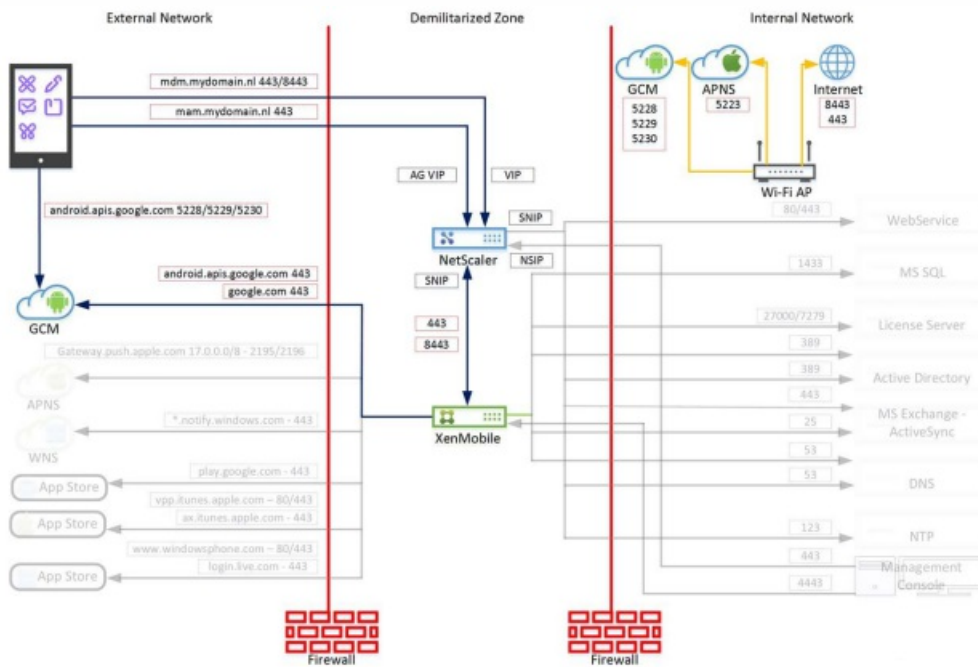 External Network
Demilitarized Zone
Internal Network
mdm.mydomain.nl 443/8443
mam.mydomain.nl 443
GCM
5228
5229
5230
APNS
5223
Internet
8443
443
Wi-Fi AP
AG VIP
VIP
android.apis.google.com 5228/5229/5230
SNIP
80/443
WebService
NetScaler
NSIP
android.apis.google.com 443
google.com 443
SNIP
1433
MS SQL
GCM
443
8443
27000/7279
License Server
Gateway.push.apple.com 17.0.0.0/8 - 2195/2196
389
APNS
389
Active Directory
*.notify.windows.com - 443
443
MS Exchange -
ActiveSync
25
WNS
XenMobile
53
play.google.com - 443
App Store
53
DNS
vpp.itunes.apple.com – 80/443
ax.itunes.apple.com - 443
App Store
123
NTP
www.windowsphone.com – 80/443
login.live.com - 443
App Store
443
Management
Console
4443
Firewall
Firewall